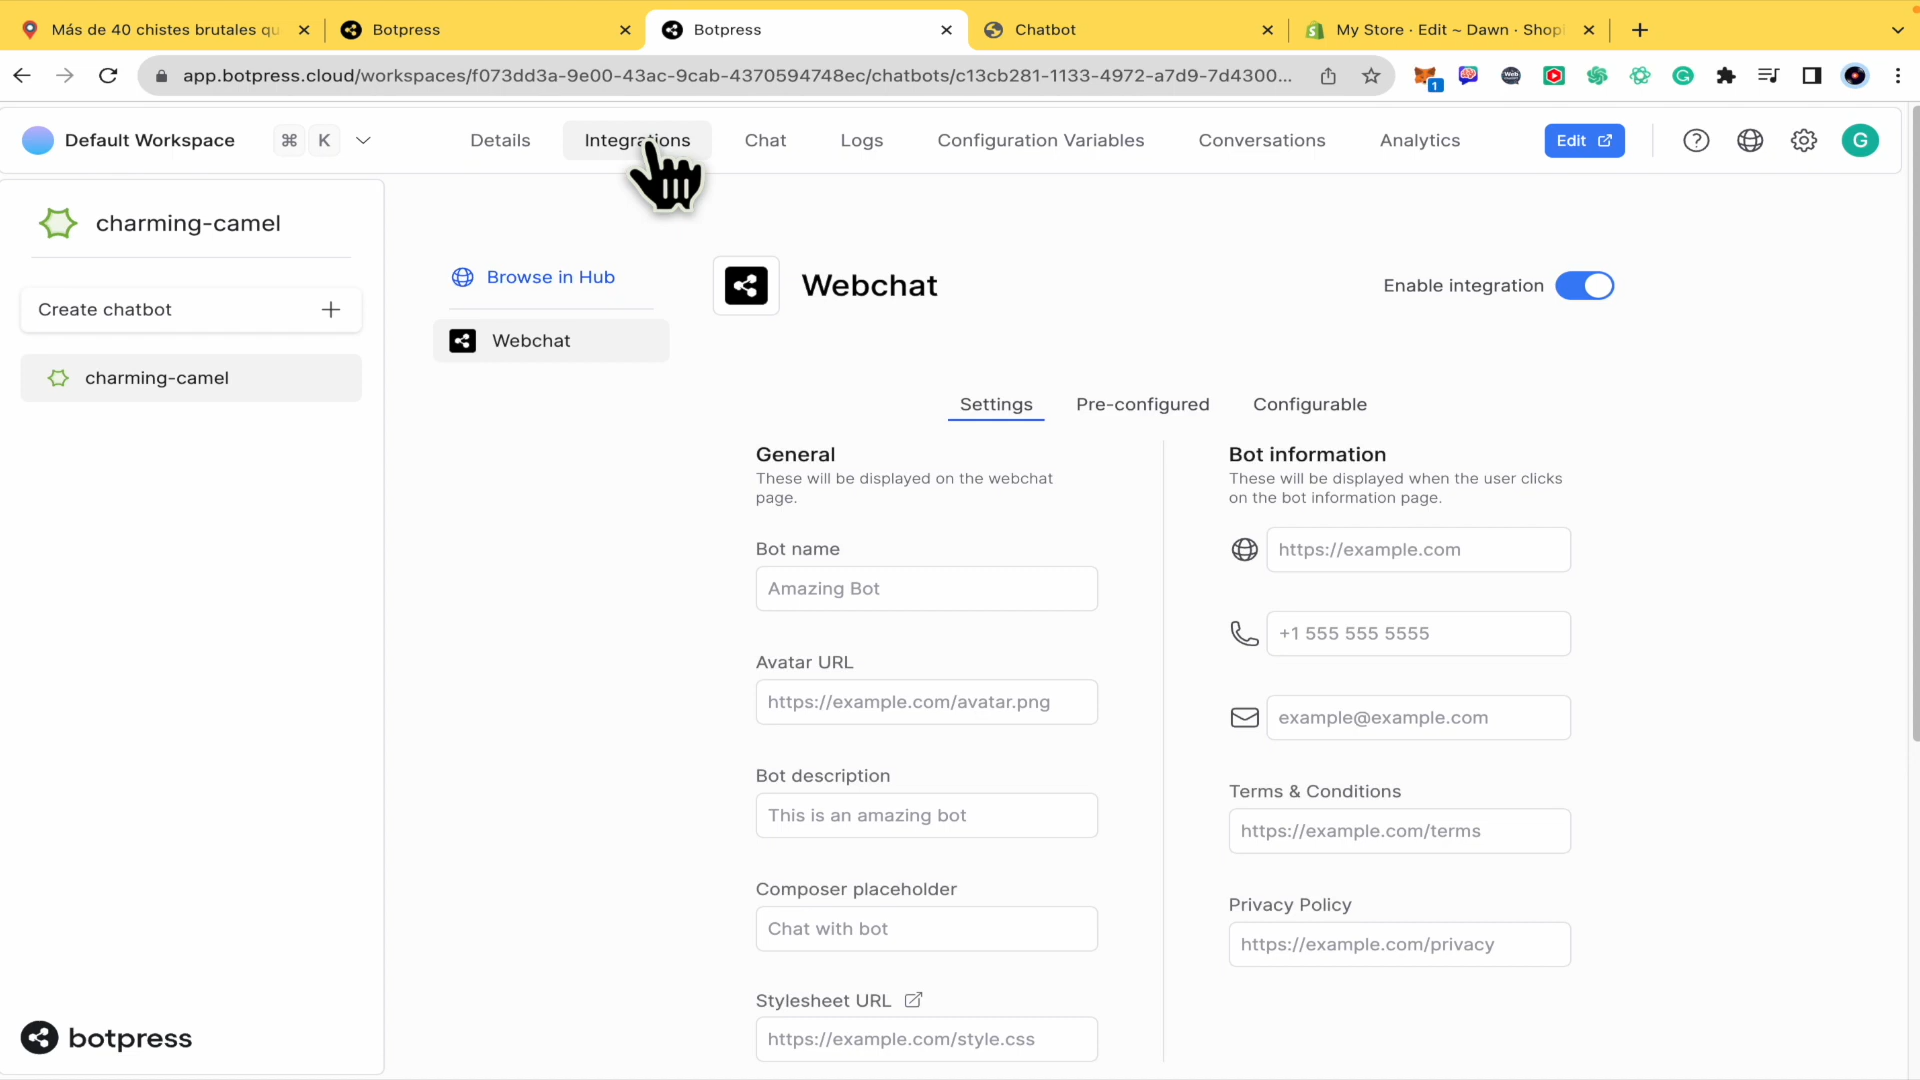 Más de 40 chistes brutales qu
Botpress
Botpress
Chatbot
My Store · Edit ~ Dawn · Shop
app.botpress.cloud/workspaces/f073dd3a-9e00-43ac-9cab-4370594748ec/chatbots/c13cb281-1133-4972-a7d9-7d4300...
1
Default Workspace
⌘ K
Details
Integrations
Chat
Logs
Configuration Variables
Conversations
Analytics
Edit
G
charming-camel
Create chatbot
charming-camel
Browse in Hub
Webchat
Webchat
Enable integration
Settings
Pre-configured
Configurable
General
These will be displayed on the webchat
page.
Bot name
Amazing Bot
Avatar URL
https://example.com/avatar.png
Bot description
This is an amazing bot
Composer placeholder
Chat with bot
Stylesheet URL
https://example.com/style.css
Bot information
These will be displayed when the user clicks
on the bot information page.
https://example.com
+1 555 555 5555
example@example.com
Terms & Conditions
https://example.com/terms
Privacy Policy
https://example.com/privacy
botpress